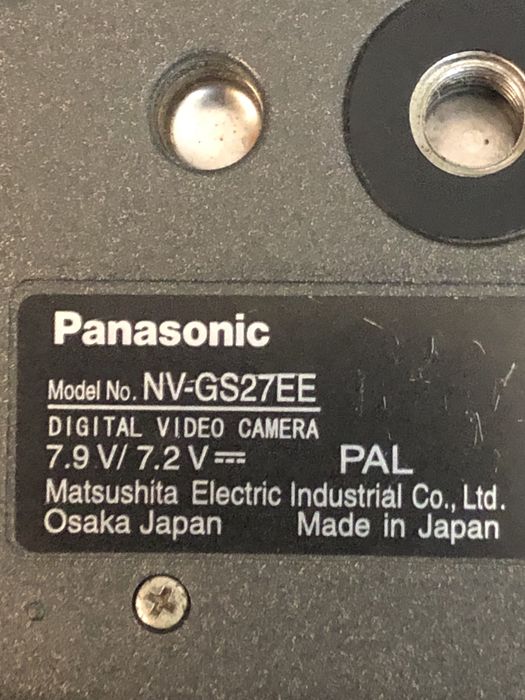 Panasonic
Model No. NV-GS27EE
DIGITAL VIDEO CAMERA
7.9 V/ 7.2 V⎓ PAL
Matsushita Electric Industrial Co., Ltd.
Osaka Japan Made in Japan